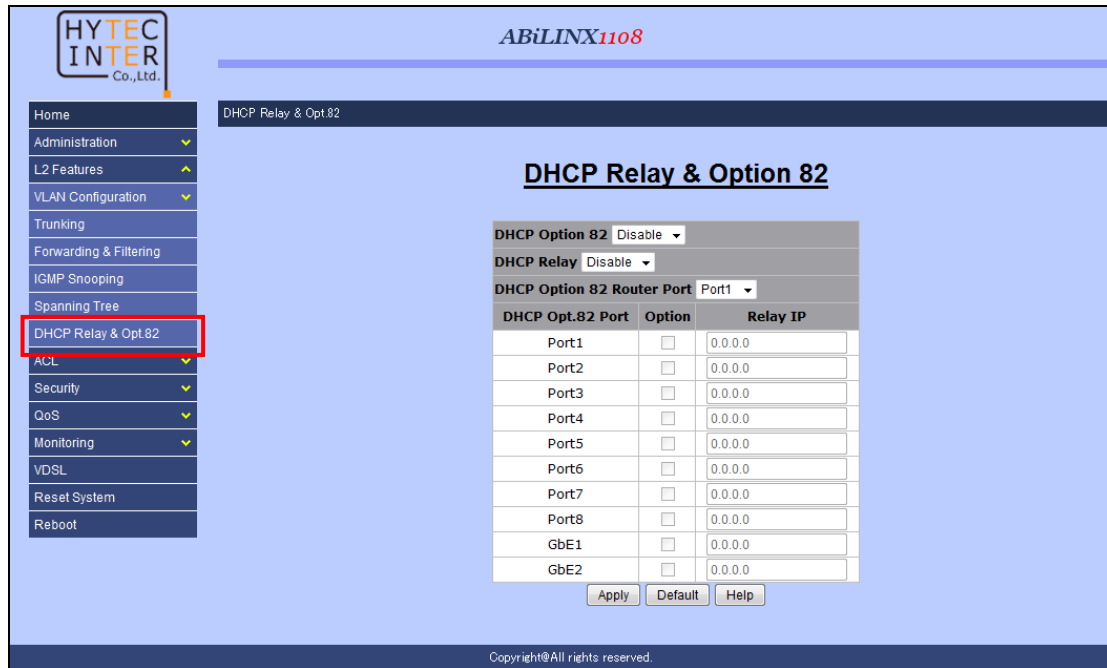 HYTEC
INTER
Co.,Ltd.
ABiLINX1108
Home
Administration
L2 Features
VLAN Configuration
Trunking
Forwarding & Filtering
IGMP Snooping
Spanning Tree
DHCP Relay & Opt.82
ACL
Security
QoS
Monitoring
VDSL
Reset System
Reboot
DHCP Relay & Opt.82
DHCP Relay & Option 82
DHCP Option 82 Disable
DHCP Relay Disable
DHCP Option 82 Router Port Port1
DHCP Opt.82 Port Option Relay IP
Port1 0.0.0.0
Port2 0.0.0.0
Port3 0.0.0.0
Port4 0.0.0.0
Port5 0.0.0.0
Port6 0.0.0.0
Port7 0.0.0.0
Port8 0.0.0.0
GbE1 0.0.0.0
GbE2 0.0.0.0
Apply Default Help
Copyright@All rights reserved.